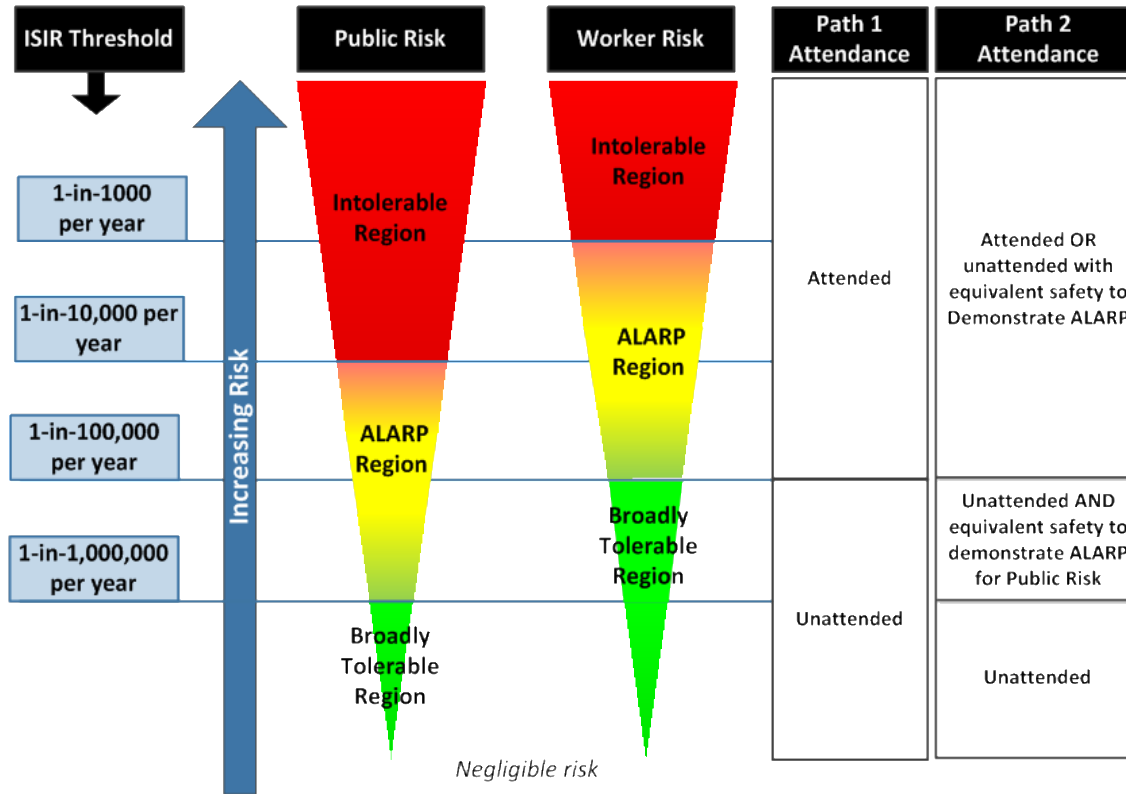 ISIR Threshold
Public Risk
Worker Risk
Path 1
Attendance
Path 2
Attendance
1-in-1000
per year
1-in-10,000 per
year
1-in-100,000
per year
1-in-1,000,000
per year
Increasing Risk
Intolerable
Region
ALARP
Region
Broadly
Tolerable
Region
Intolerable
Region
ALARP
Region
Broadly
Tolerable
Region
Negligible risk
Attended
Unattended
Attended OR
unattended with
equivalent safety to
Demonstrate ALARP
Unattended AND
equivalent safety to
demonstrate ALARP
for Public Risk
Unattended